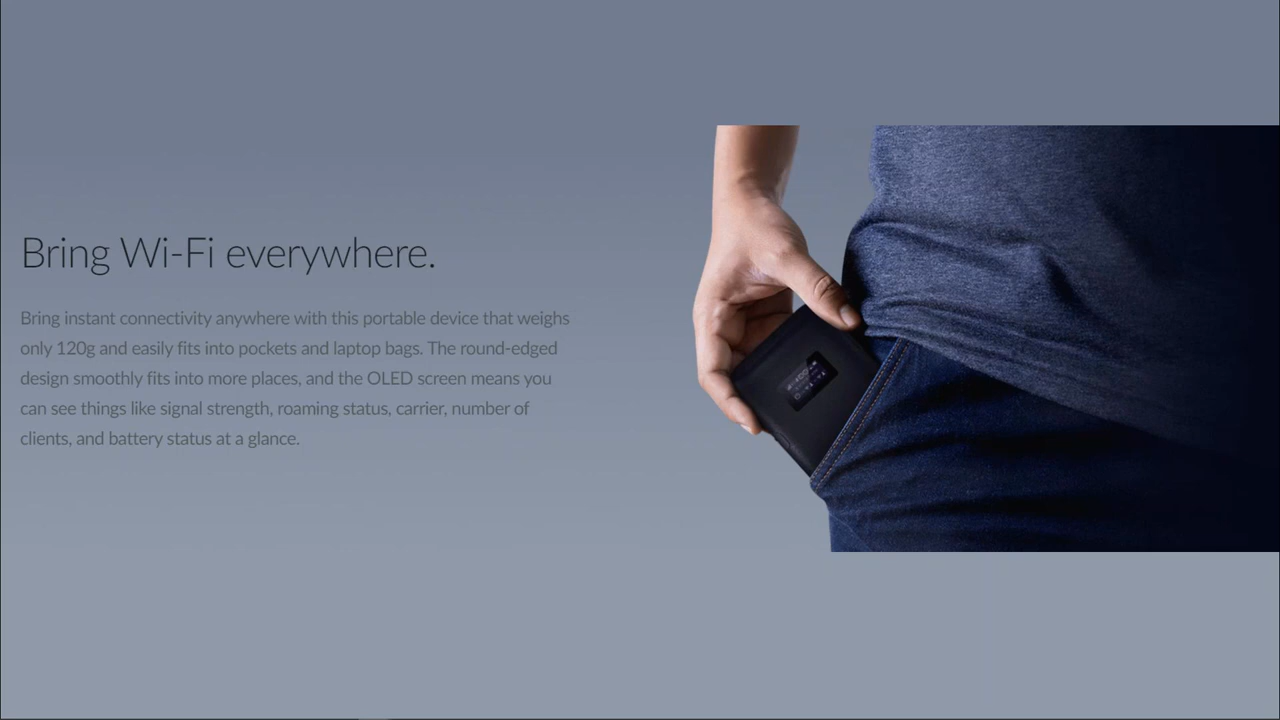 Bring Wi-Fi everywhere.
Bring instant connectivity anywhere with this portable device that weighs
only 120g and easily fits into pockets and laptop bags. The round-edged
design smoothly fits into more places, and the OLED screen means you
can see things like signal strength, roaming status, carrier, number of
clients, and battery status at a glance.